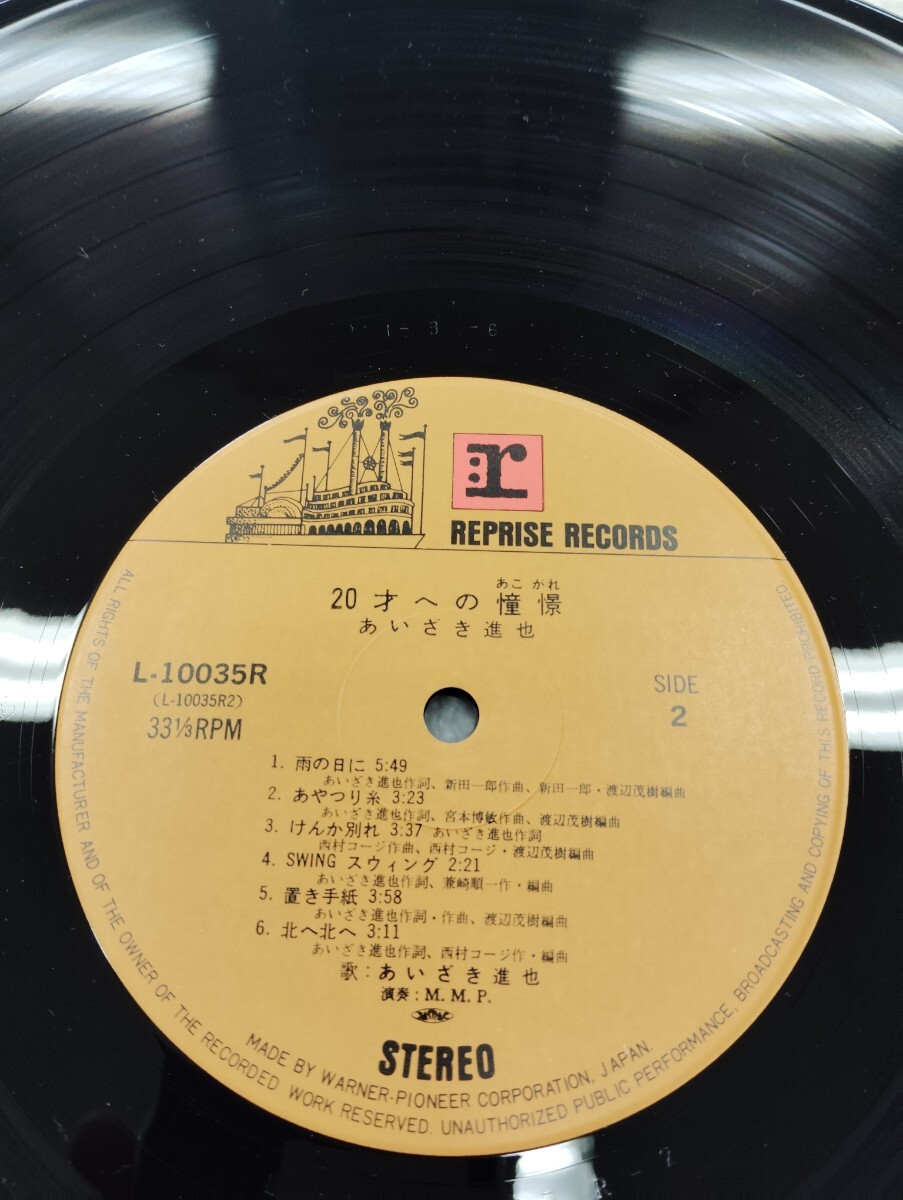 1-B-6
r
REPRISE RECORDS
あこがれ
20才への憧憬
あいざき進也
L-10035R
(L-10035R2)
33⅓RPM
SIDE
2
1. 雨の日に 5:49
あいざき進也作詞、新田一郎作曲、新田一郎・渡辺茂樹編曲
2. あやつり糸 3:23
あいざき進也作詞、宮本博敏作曲、渡辺茂樹編曲
3. けんか別れ 3:37 あいざき進也作詞
西村コージ作曲、西村コージ・渡辺茂樹編曲
4. SWING スウィング 2:21
あいざき進也作詞、兼崎順一作・編曲
5. 置き手紙 3:58
あいざき進也作詞・作曲、渡辺茂樹編曲
6. 北へ北へ 3:11
あいざき進也作詞、西村コージ作・編曲
歌:あいざき進也
演奏:M.M.P.
STEREO
MADE BY WARNER-PIONEER CORPORATION, JAPAN.
ALL RIGHTS OF THE MANUFACTURER AND OF THE OWNER OF THE RECORDED WORK RESERVED. UNAUTHORIZED PUBLIC PERFORMANCE, BROADCASTING AND COPYING OF THIS RECORD PROHIBITED